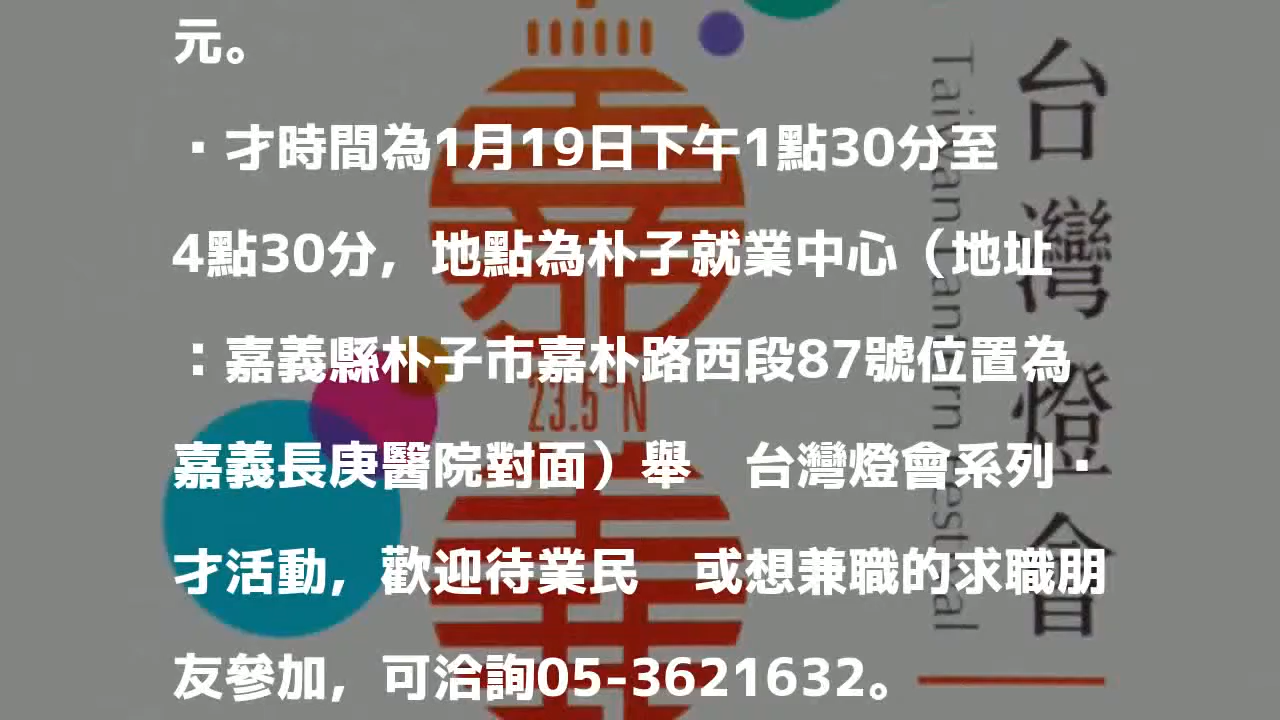 元。
・才時間為1月19日下午1點30分至
4點30分，地點為朴子就業中心（地址
：嘉義縣朴子市嘉朴路西段87號位置為
嘉義長庚醫院對面）舉　台灣燈會系列・
才活動，歡迎待業民　或想兼職的求職朋
友參加，可洽詢05-3621632。
23.5°N
台灣燈會
Taiwan Lantern Festival